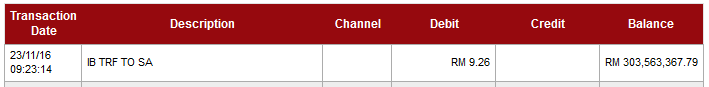 Transaction Date Description Channel Debit Credit Balance
23/11/16 09:23:14 IB TRF TO SA RM 9.26 RM 303,563,367.79